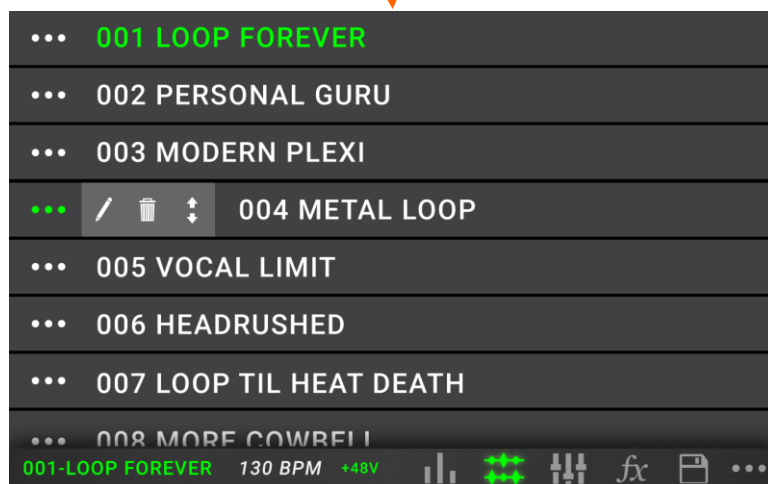 001 LOOP FOREVER
002 PERSONAL GURU
003 MODERN PLEXI
004 METAL LOOP
005 VOCAL LIMIT
006 HEADRUSHED
007 LOOP TIL HEAT DEATH
008 MORE COWBELL
001-LOOP FOREVER 130 BPM +48V fx